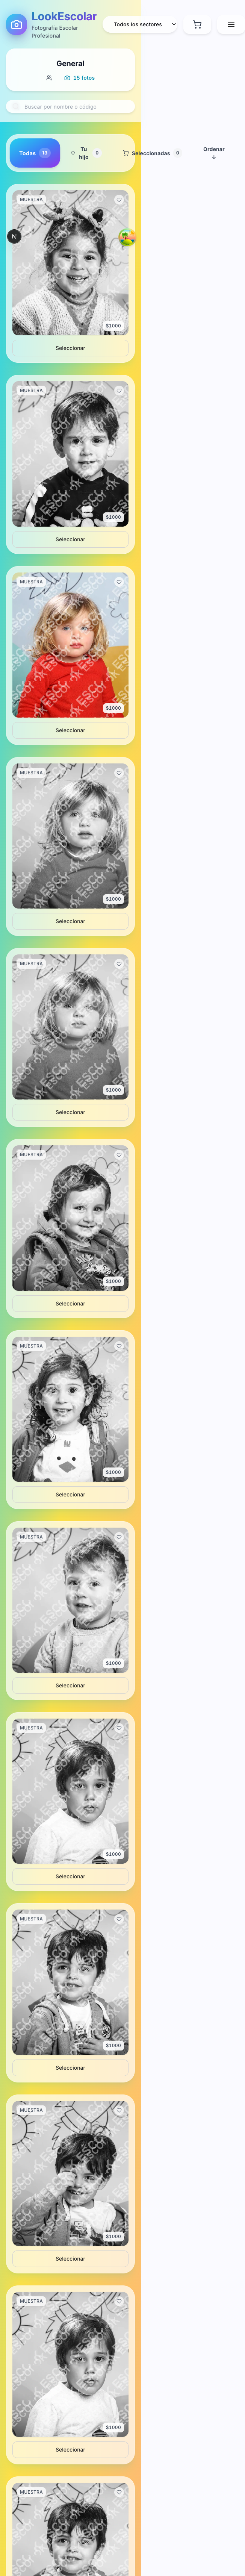 LookEscolar
Fotografía Escolar
Profesional
Todos los sectores
General
15 fotos
Buscar por nombre o código
Todas 13
Tu
hijo
0
Seleccionadas 0
Ordenar
↓
MUESTRA
$1000
Seleccionar
MUESTRA
$1000
Seleccionar
MUESTRA
$1000
Seleccionar
MUESTRA
$1000
Seleccionar
MUESTRA
$1000
Seleccionar
MUESTRA
$1000
Seleccionar
MUESTRA
$1000
Seleccionar
MUESTRA
$1000
Seleccionar
MUESTRA
$1000
Seleccionar
MUESTRA
$1000
Seleccionar
MUESTRA
$1000
Seleccionar
MUESTRA
$1000
Seleccionar
MUESTRA